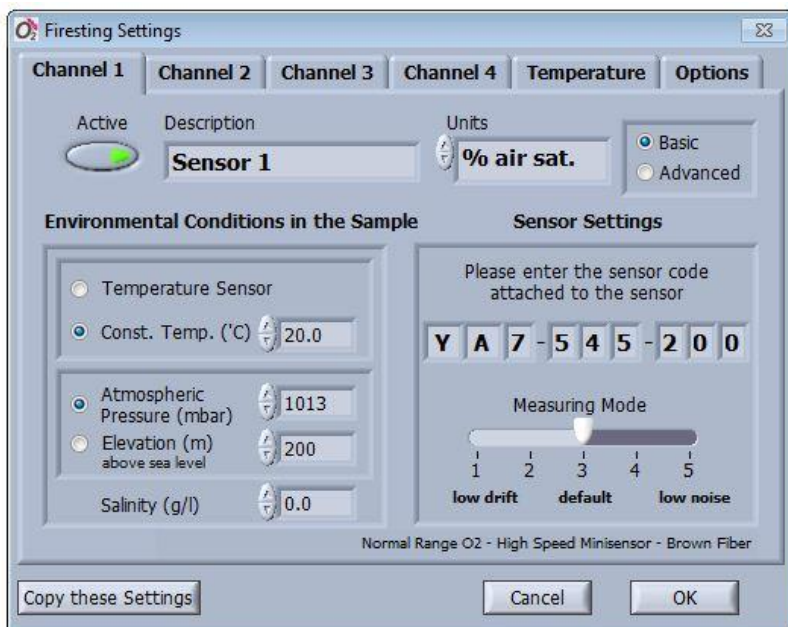 O2 Firesting Settings
Channel 1 Channel 2 Channel 3 Channel 4 Temperature Options
Active Description Units
Sensor 1 % air sat.
Basic
Advanced
Environmental Conditions in the Sample
Temperature Sensor
Const. Temp. ('C) 20.0
Atmospheric
Pressure (mbar) 1013
Elevation (m) 200
above sea level
Salinity (g/l) 0.0
Sensor Settings
Please enter the sensor code
attached to the sensor
Y A 7 - 5 4 5 - 2 0 0
Measuring Mode
1 2 3 4 5
low drift default low noise
Normal Range O2 - High Speed Minisensor - Brown Fiber
Copy these Settings Cancel OK